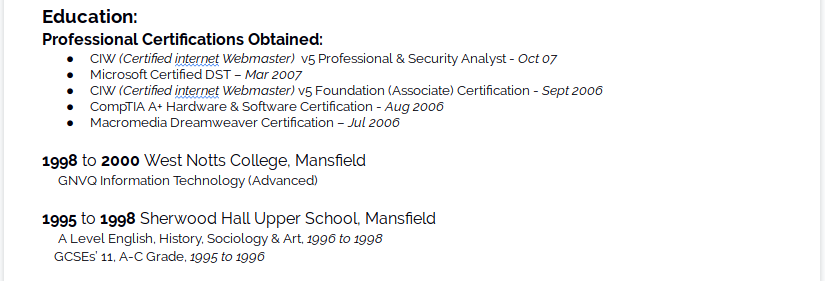 Education:
Professional Certifications Obtained:
● CIW (Certified internet Webmaster) v5 Professional & Security Analyst - Oct 07
● Microsoft Certified DST – Mar 2007
● CIW (Certified internet Webmaster) v5 Foundation (Associate) Certification - Sept 2006
● CompTIA A+ Hardware & Software Certification - Aug 2006
● Macromedia Dreamweaver Certification – Jul 2006
1998 to 2000 West Notts College, Mansfield
GNVQ Information Technology (Advanced)
1995 to 1998 Sherwood Hall Upper School, Mansfield
A Level English, History, Sociology & Art, 1996 to 1998
GCSEs’ 11, A-C Grade, 1995 to 1996